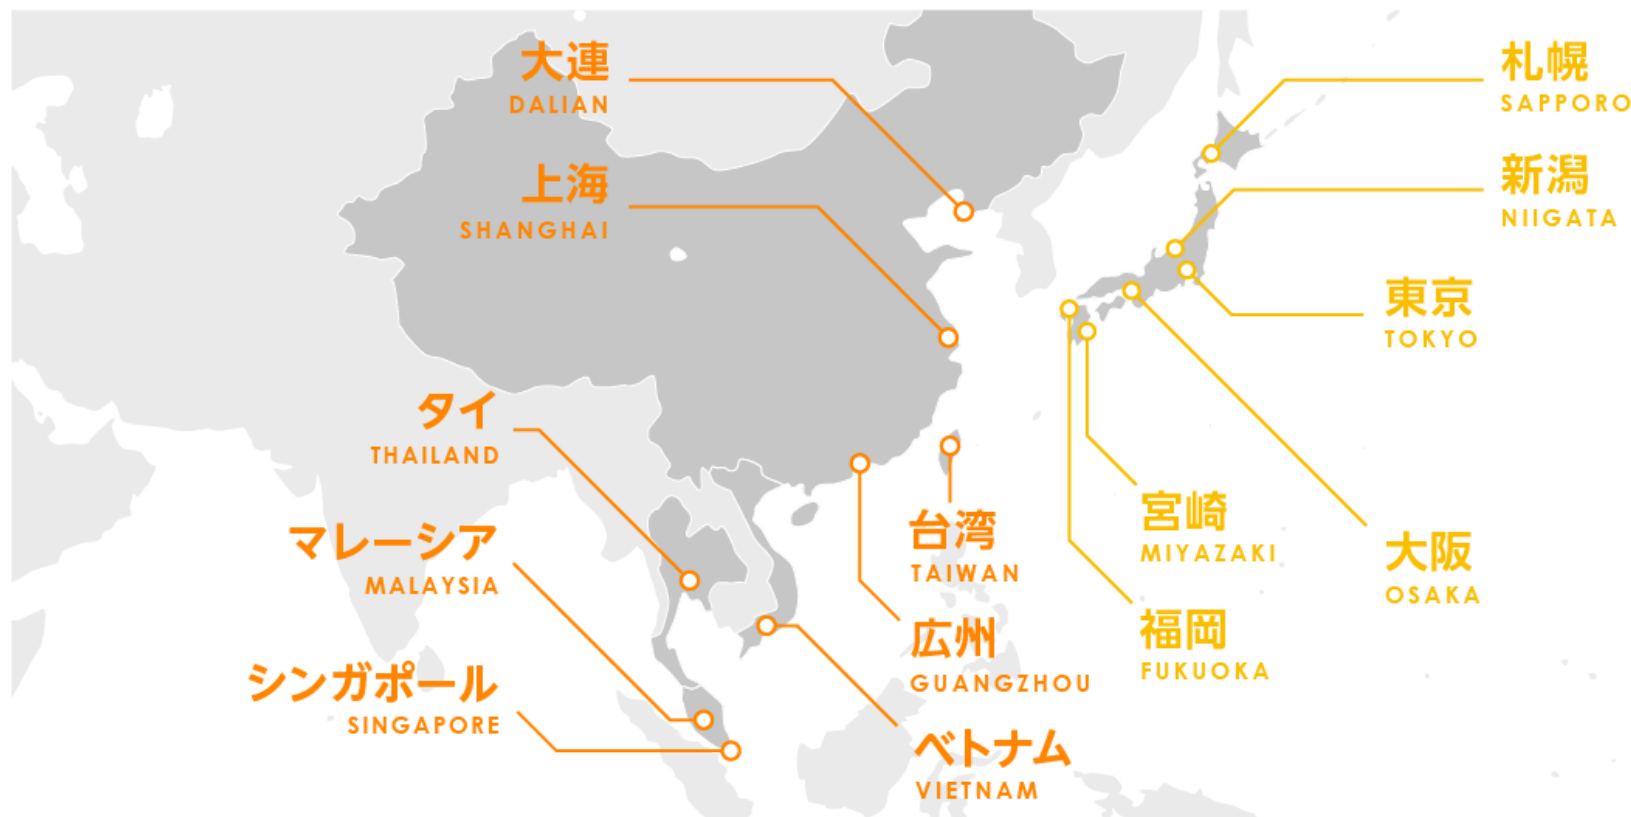 大連
DALIAN
上海
SHANGHAI
タイ
THAILAND
マレーシア
MALAYSIA
シンガポール
SINGAPORE
台湾
TAIWAN
広州
GUANGZHOU
ベトナム
VIETNAM
札幌
SAPPORO
新潟
NIIGATA
東京
TOKYO
宮崎
MIYAZAKI
大阪
OSAKA
福岡
FUKUOKA